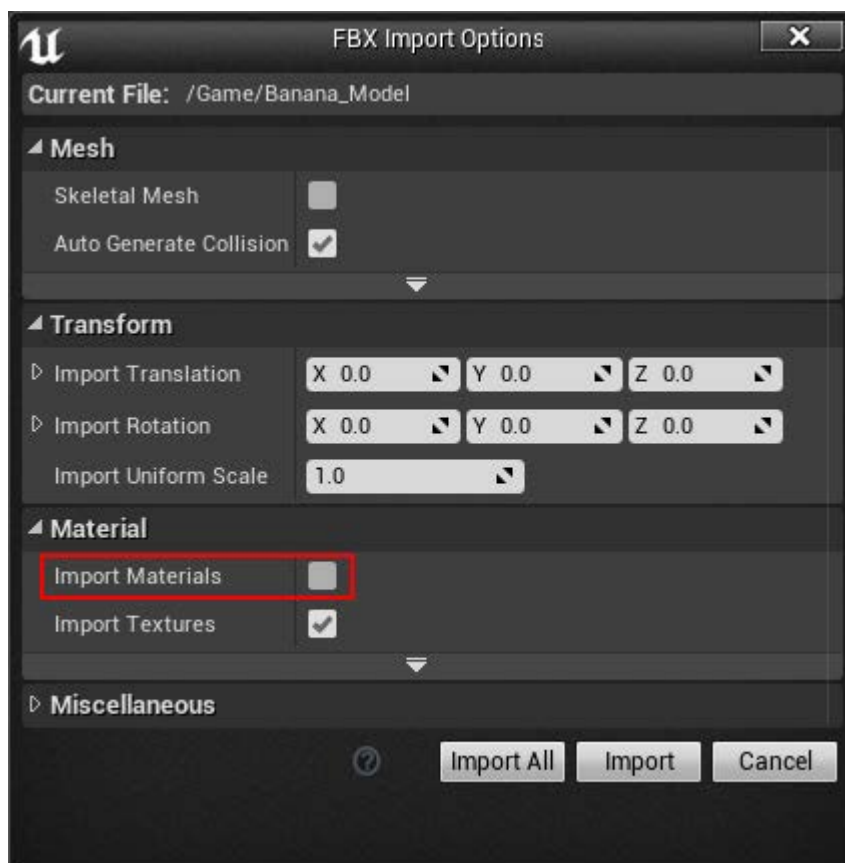 FBX Import Options
Current File: /Game/Banana_Model
Mesh
Skeletal Mesh
Auto Generate Collision
Transform
Import Translation X 0.0 Y 0.0 Z 0.0
Import Rotation X 0.0 Y 0.0 Z 0.0
Import Uniform Scale 1.0
Material
Import Materials
Import Textures
Miscellaneous
? Import All Import Cancel